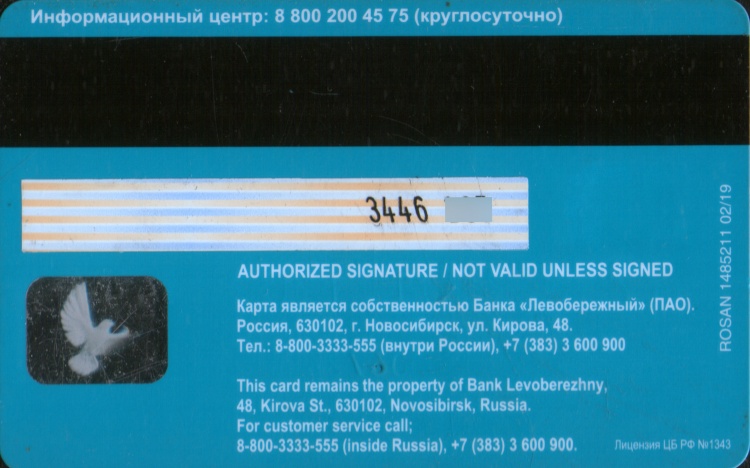 Информационный центр: 8 800 200 45 75 (круглосуточно)
3446
AUTHORIZED SIGNATURE / NOT VALID UNLESS SIGNED
Карта является собственностью Банка «Левобережный» (ПАО).
Россия, 630102, г. Новосибирск, ул. Кирова, 48.
Тел.: 8-800-3333-555 (внутри России), +7 (383) 3 600 900
This card remains the property of Bank Levoberezhny,
48, Kirova St., 630102, Novosibirsk, Russia.
For customer service call;
8-800-3333-555 (inside Russia), +7 (383) 3 600 900.
Лицензия ЦБ РФ №1343
ROSAN 1485211 02/19